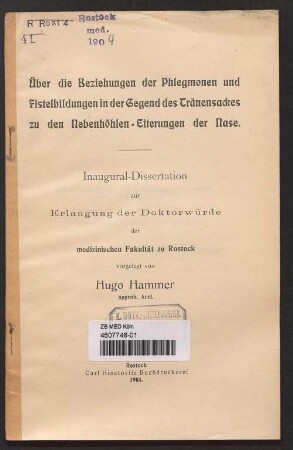 R Rost 4- Rostock
med.
1904
Über die Beziehungen der Phlegmonen und
Fistelbildungen in der Gegend des Tränensackes
zu den Nebenhöhlen-Eiterungen der Nase.
Inaugural-Dissertation
zur
Erlangung der Doktorwürde
der
medizinischen Fakultät zu Rostock
vorgelegt von
Hugo Hammer
approb. Arzt.
ZB MED Köln
4507746-01
Rostock
Carl Hinstorffs Buchdruckerei
1904.